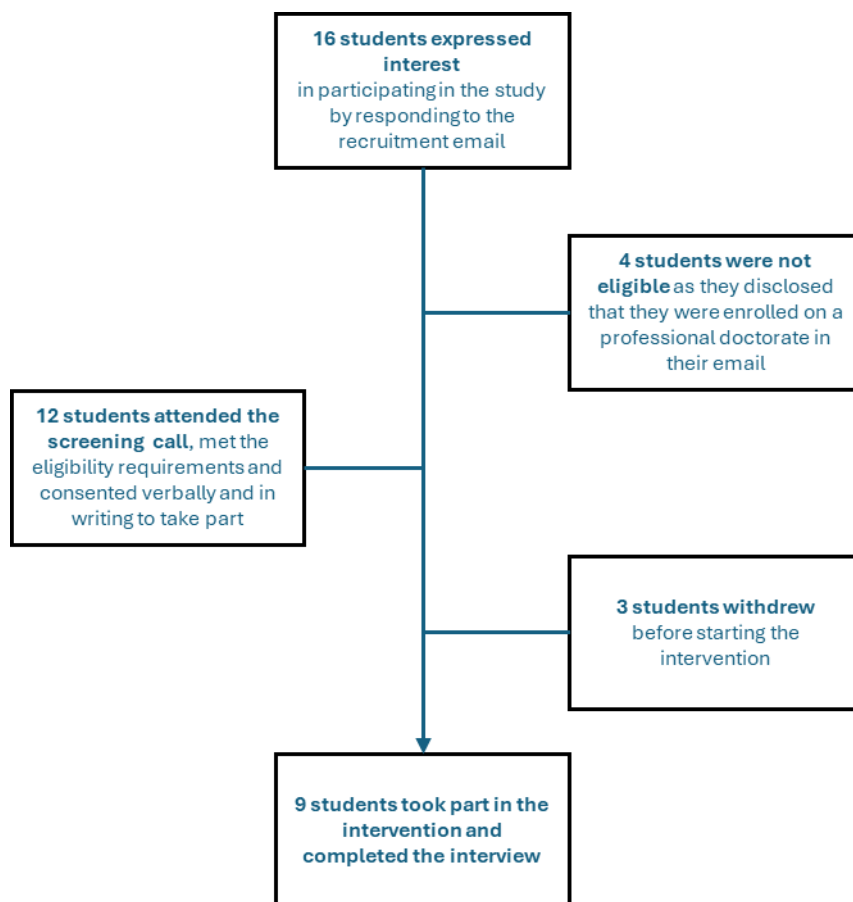 16 students expressed
interest
in participating in the study
by responding to the
recruitment email
4 students were not
eligible as they disclosed
that they were enrolled on a
professional doctorate in
their email
12 students attended the
screening call, met the
eligibility requirements and
consented verbally and in
writing to take part
3 students withdrew
before starting the
intervention
9 students took part in the
intervention and
completed the interview